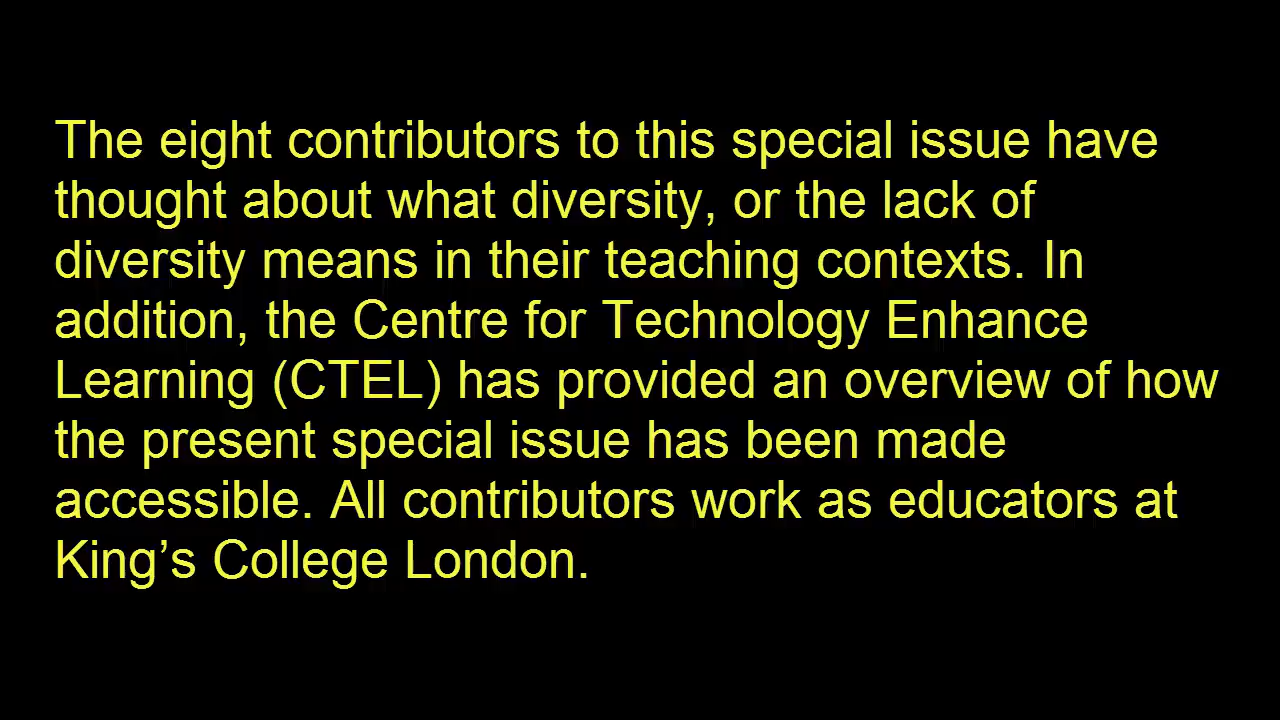 The eight contributors to this special issue have
thought about what diversity, or the lack of
diversity means in their teaching contexts. In
addition, the Centre for Technology Enhance
Learning (CTEL) has provided an overview of how
the present special issue has been made
accessible. All contributors work as educators at
King’s College London.